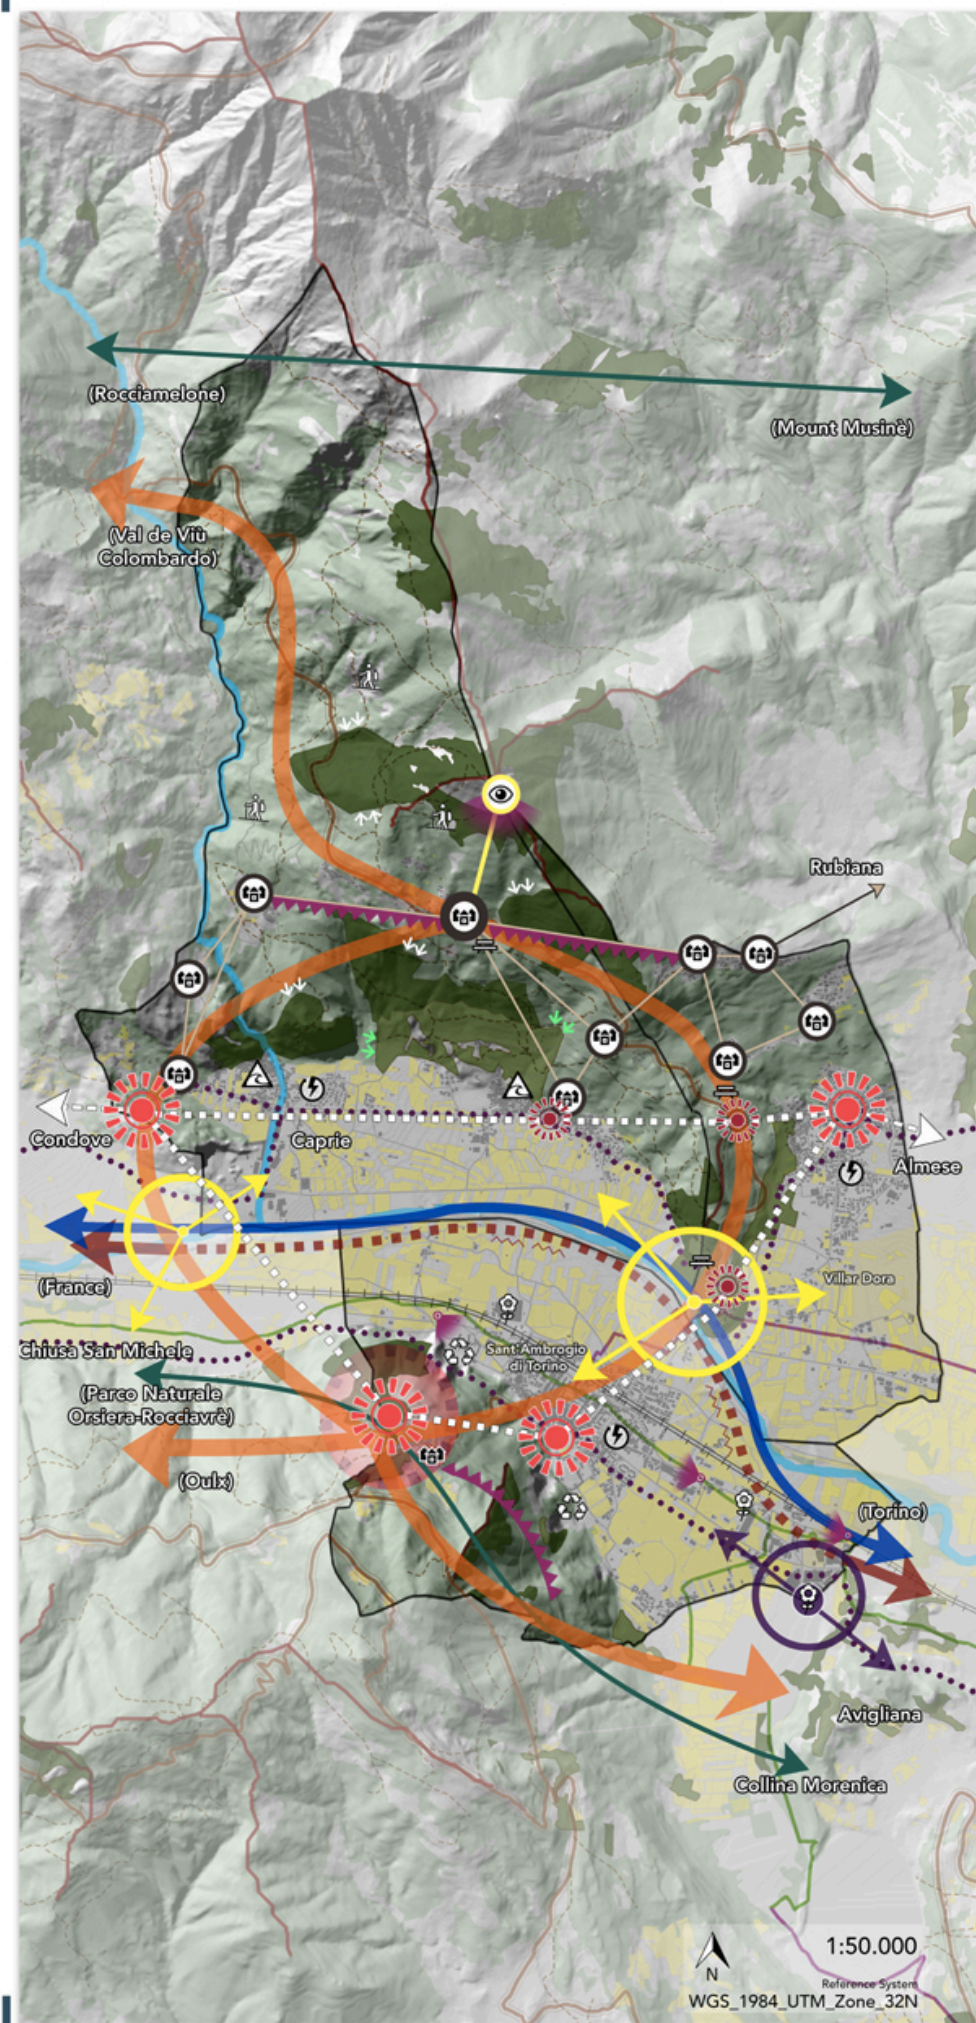 (Rocciamelone)
(Mount Musinè)
(Val de Viù
Colombardo)
Rubiana
Condove
Caprie
Almese
(France)
Villar Dora
Chiusa San Michele
Sant'Ambrogio
di Torino
(Parco Naturale
Orsiera-Rocciavrè)
(Oulx)
(Torino)
Avigliana
Collina Morenica
1:50.000
N
Reference System
WGS_1984_UTM_Zone_32N